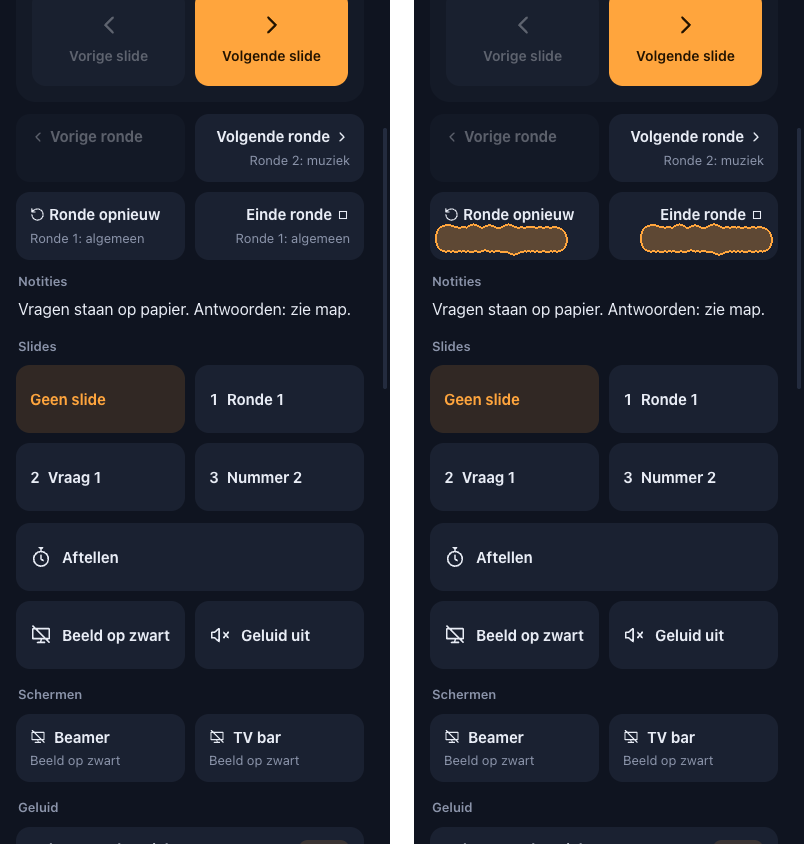 Vorige slide
Volgende slide
Vorige ronde
Volgende ronde
Ronde 2: muziek
Ronde opnieuw
Ronde 1: algemeen
Einde ronde
Ronde 1: algemeen
Notities
Vragen staan op papier. Antwoorden: zie map.
Slides
Geen slide
1 Ronde 1
2 Vraag 1
3 Nummer 2
Aftellen
Beeld op zwart
Geluid uit
Schermen
Beamer
Beeld op zwart
TV bar
Beeld op zwart
Geluid
Vorige slide
Volgende slide
Vorige ronde
Volgende ronde
Ronde 2: muziek
Ronde opnieuw
Einde ronde
Notities
Vragen staan op papier. Antwoorden: zie map.
Slides
Geen slide
1 Ronde 1
2 Vraag 1
3 Nummer 2
Aftellen
Beeld op zwart
Geluid uit
Schermen
Beamer
Beeld op zwart
TV bar
Beeld op zwart
Geluid